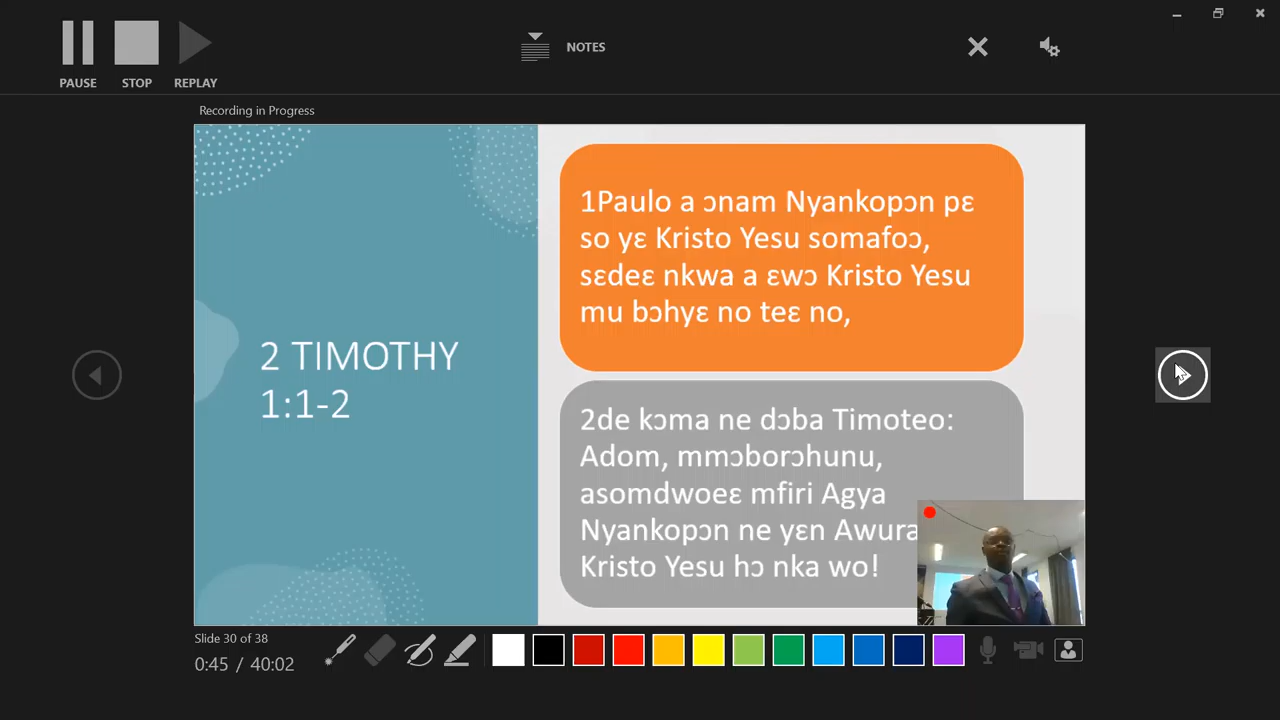 PAUSE
STOP
REPLAY
NOTES
Recording in Progress
2 TIMOTHY
1:1-2
1Paulo a ɔnam Nyankopɔn pɛ
so yɛ Kristo Yesu somafoɔ,
sɛdeɛ nkwa a ɛwɔ Kristo Yesu
mu bɔhyɛ no teɛ no,
2de kɔma ne dɔba Timoteo:
Adom, mmɔborɔhunu,
asomdwoeɛ mfiri Agya
Nyankopɔn ne yɛn Awura
Kristo Yesu hɔ nka wo!
Slide 30 of 38
0:45 / 40:02